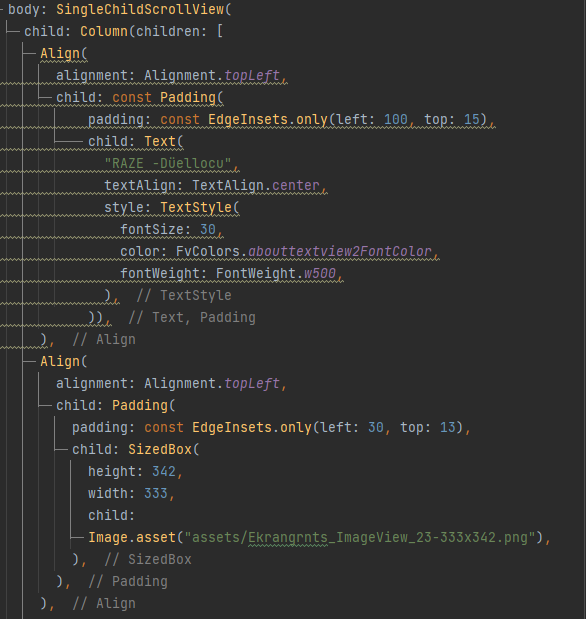 body: SingleChildScrollView(
child: Column(children: [
Align(
alignment: Alignment.topLeft,
child: const Padding(
padding: const EdgeInsets.only(left: 100, top: 15),
child: Text(
"RAZE -Düellocu",
textAlign: TextAlign.center,
style: TextStyle(
fontSize: 30,
color: FvColors.abouttextview2FontColor,
fontWeight: FontWeight.w500,
), // TextStyle
)), // Text, Padding
), // Align
Align(
alignment: Alignment.topLeft,
child: Padding(
padding: const EdgeInsets.only(left: 30, top: 13),
child: SizedBox(
height: 342,
width: 333,
child:
Image.asset("assets/Ekrangrnts_ImageView_23-333x342.png"),
), // SizedBox
), // Padding
), // Align